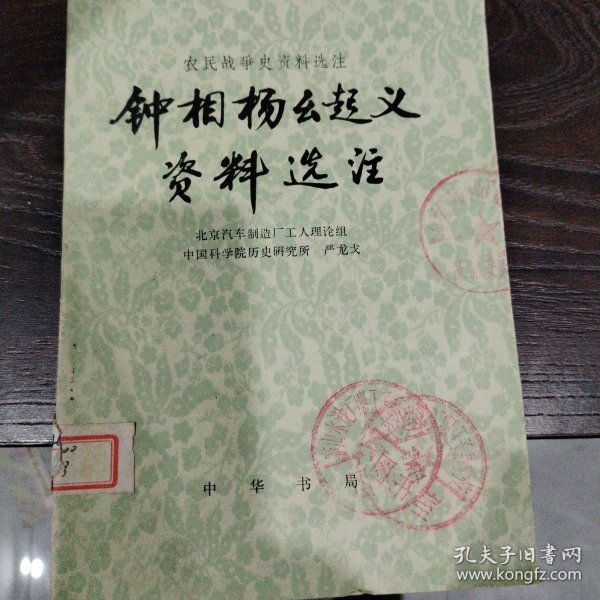 农民战争史资料选注
钟相杨幺起义
资料选注
北京汽车制造厂工人理论组
中国科学院历史研究所 严龙戈
中华书局
孔夫子旧书网
www.kongfz.com